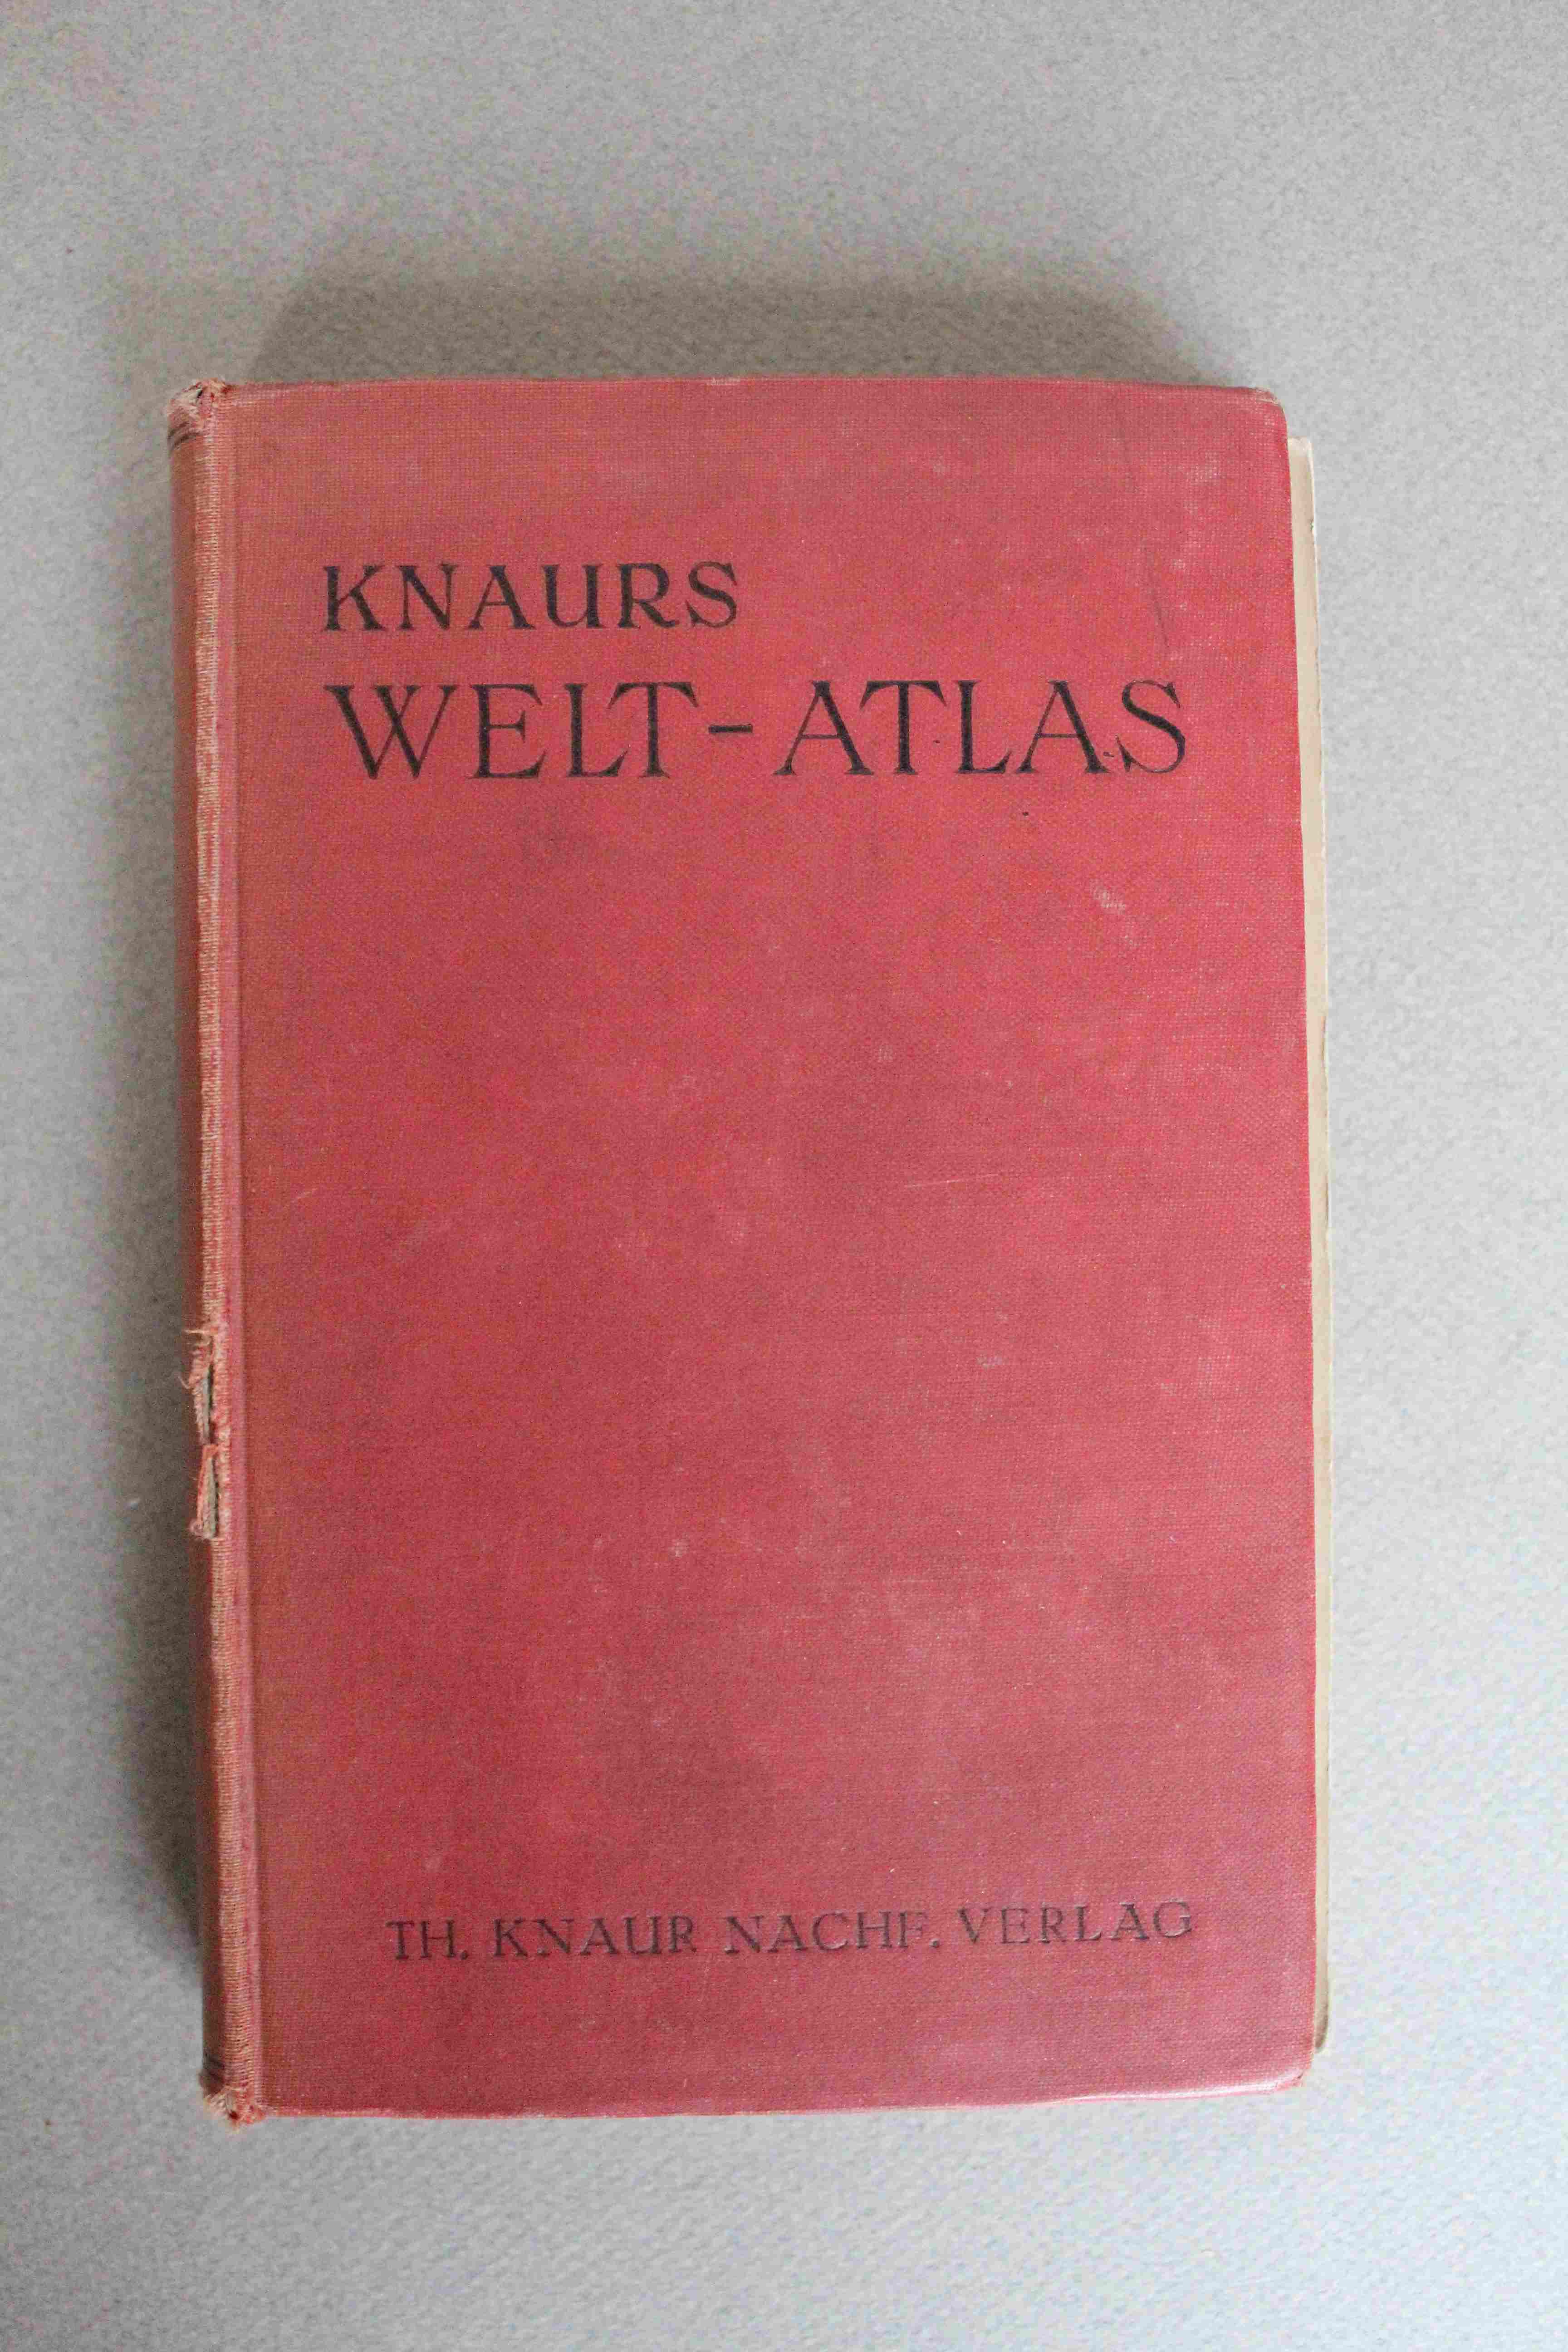 KNAURS
WELT-ATLAS
TH. KNAUR NACHF. VERLAG